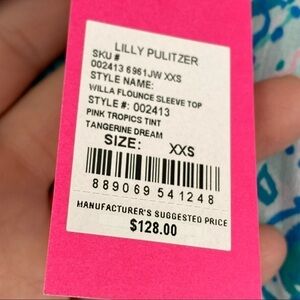 LILLY PULITZER
SKU #
002413 6961JW XXS
STYLE NAME:
WILLA FLOUNCE SLEEVE TOP
STYLE #: 002413
PINK TROPICS TINT
TANGERINE DREAM
SIZE: XXS
889069 541248
MANUFACTURER'S SUGGESTED PRICE
$128.00